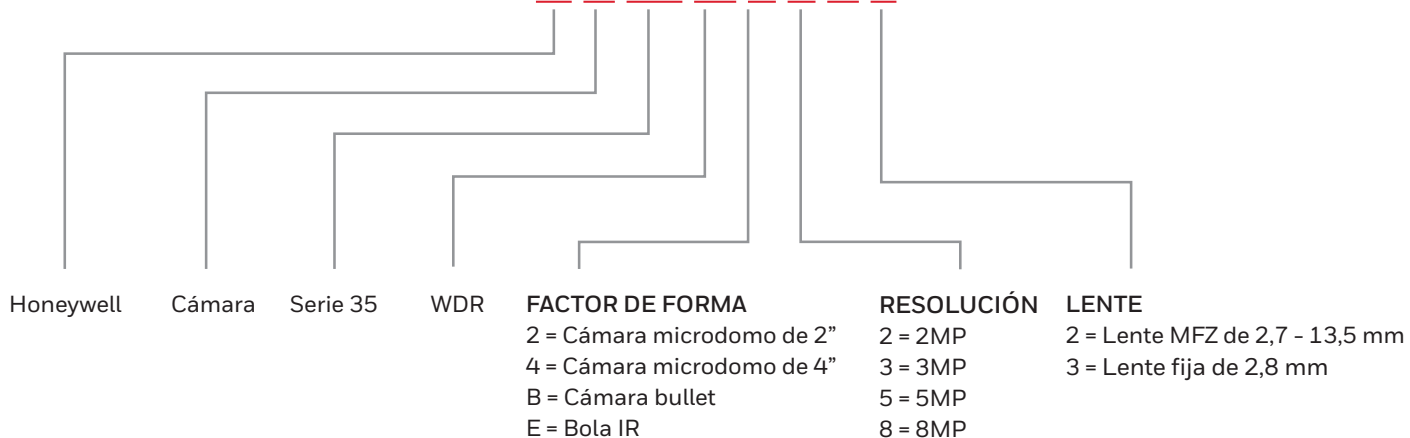 Honeywell
Cámara
Serie 35
WDR
FACTOR DE FORMA
2 = Cámara microdomo de 2”
4 = Cámara microdomo de 4”
B = Cámara bullet
E = Bola IR
RESOLUCIÓN
2 = 2MP
3 = 3MP
5 = 5MP
8 = 8MP
LENTE
2 = Lente MFZ de 2,7 - 13,5 mm
3 = Lente fija de 2,8 mm